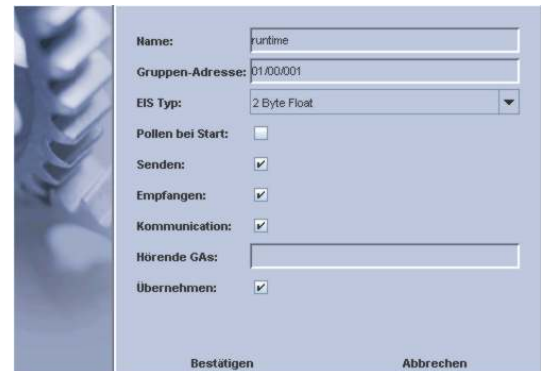 Name: runtime
Gruppen-Adresse: 01/00/001
EIS Typ: 2 Byte Float
Pollen bei Start:
Senden:
Empfangen:
Kommunication:
Hörende GAs:
Übernehmen:
Bestätigen Abbrechen